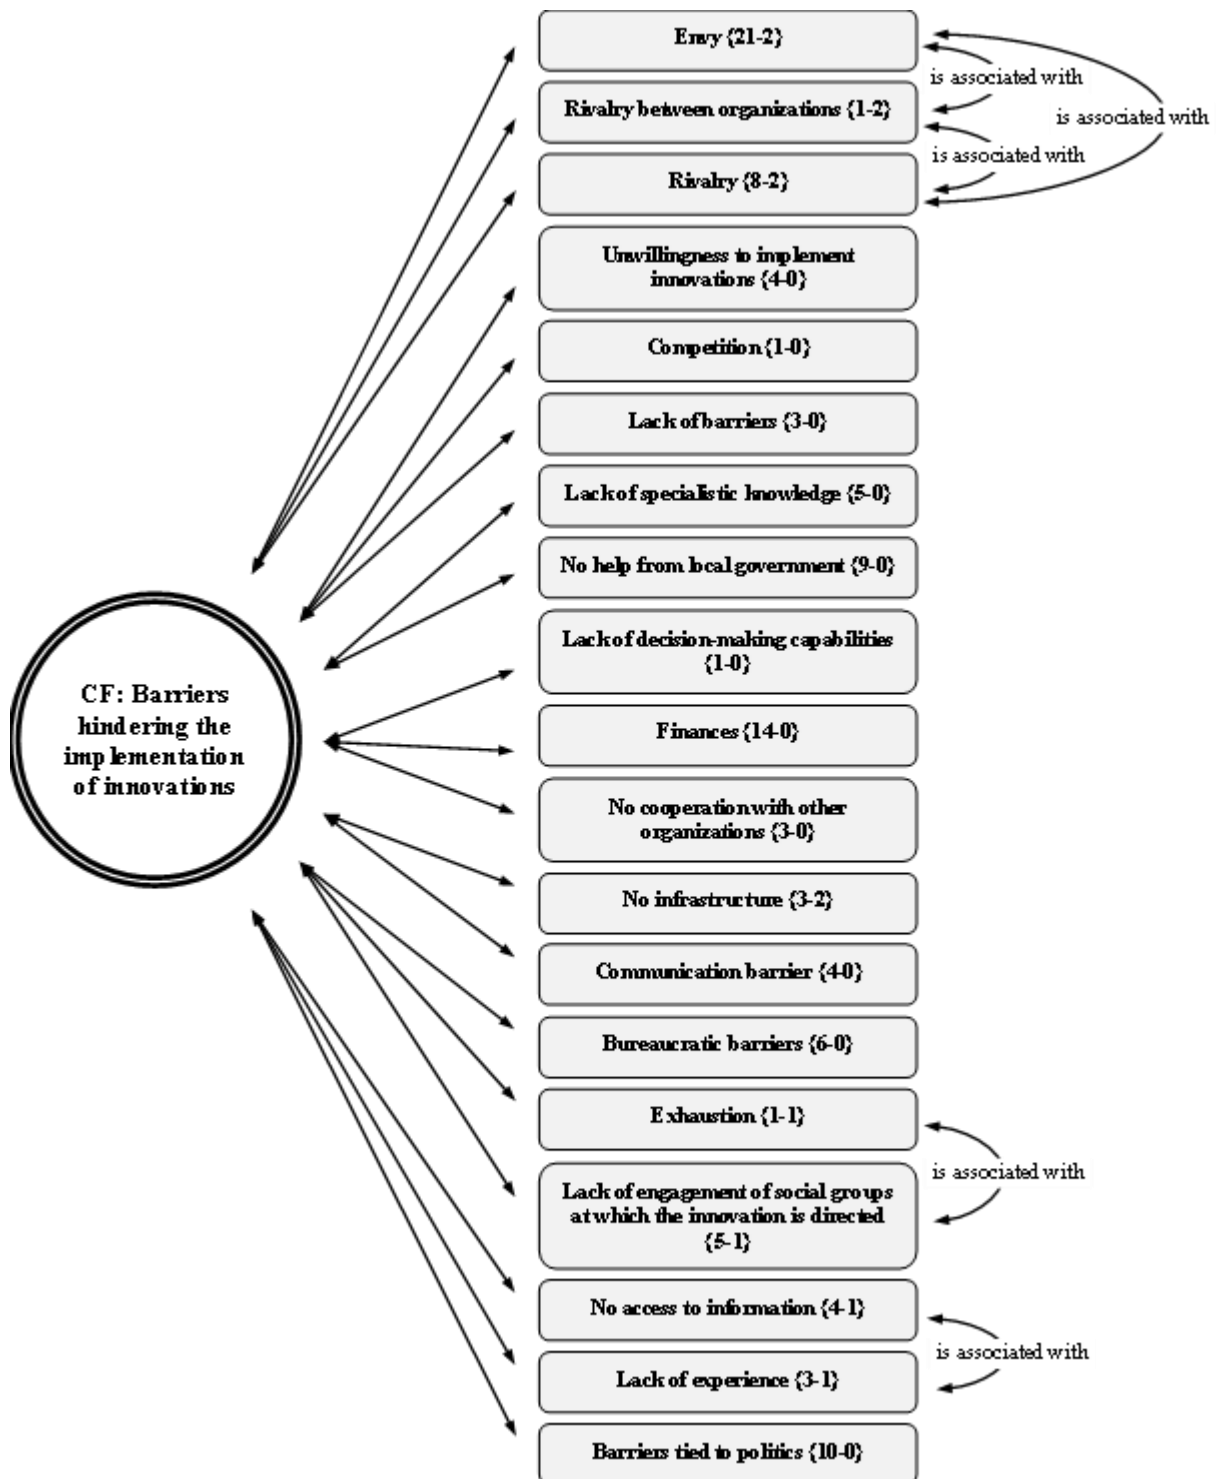 Envy {21-2}
is associated with
Rivalry between organizations {1-2}
is associated with
is associated with
Rivalry {8-2}
Unwillingness to implement
innovations {4-0}
Competition {1-0}
Lack of barriers {3-0}
Lack of specialistic knowledge {5-0}
No help from local government {9-0}
Lack of decision-making capabilities
{1-0}
CF: Barriers
hindering the
implementation
of innovations
Finances {14-0}
No cooperation with other
organizations {3-0}
No infrastructure {3-2}
Communication barrier {4-0}
Bureaucratic barriers {6-0}
Exhaustion {1-1}
is associated with
Lack of engagement of social groups
at which the innovation is directed
{5-1}
No access to information {4-1}
is associated with
Lack of experience {3-1}
Barriers tied to politics {10-0}